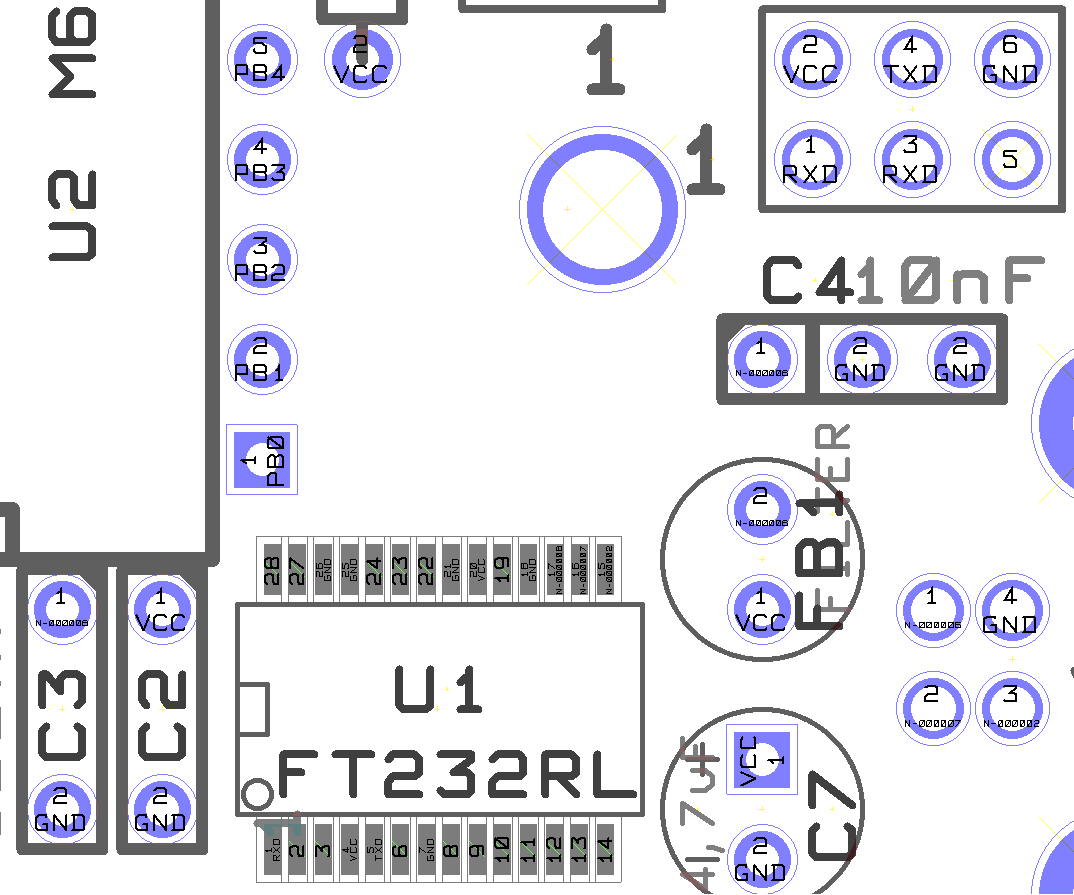 M6
U2
5
PB4
2
VCC
1
2
VCC
4
TXD
6
GND
4
PB3
1
1
RXD
3
RXD
5
3
PB2
C4
10nF
2
PB1
1
N-000006
2
GND
2
GND
1
PB0
FILTER
2
N-000006
FB1
1
VCC
28
27
26
GND
25
GND
24
23
22
21
GND
20
VCC
19
18
GND
17
N-000006
16
N-000007
15
N-000002
1
N-000006
1
VCC
1
N-000006
4
GND
C3
C2
U1
2
N-000007
3
N-000002
FT232RL
VCC
1
4,7uF
C7
2
GND
2
GND
1
1
RXD
2
3
4
VCC
5
TXD
6
7
GND
8
9
10
11
12
13
14
2
GND